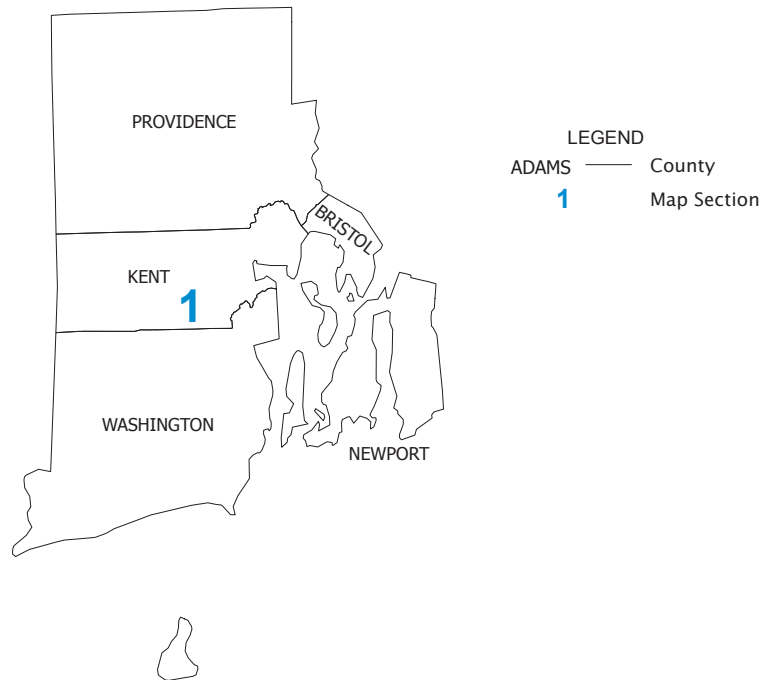 PROVIDENCE
LEGEND
ADAMS County
1 Map Section
BRISTOL
KENT
1
WASHINGTON
NEWPORT